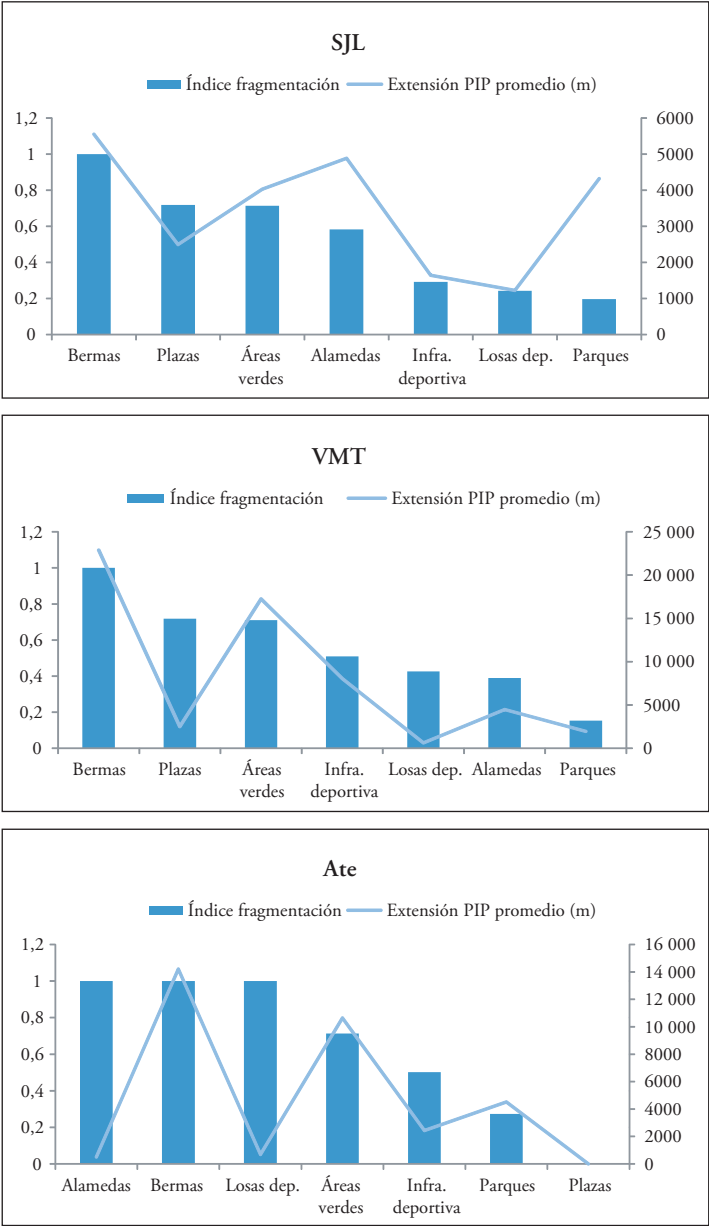 SJL
Índice fragmentación Extensión PIP promedio (m)
1,2 6000
1 5000
0,8 4000
0,6 3000
0,4 2000
0,2 1000
0 0
Bermas Plazas Áreas verdes Alamedas Infra. deportiva Losas dep. Parques
VMT
Índice fragmentación Extensión PIP promedio (m)
1,2 25 000
1 20 000
0,8 15 000
0,6 10 000
0,4 5000
0,2 0
0
Bermas Plazas Áreas verdes Infra. deportiva Losas dep. Alamedas Parques
Ate
Índice fragmentación Extensión PIP promedio (m)
1,2 16 000
1 14 000
0,8 12 000
0,6 10 000
0,4 8000
0,2 6000
0 4000
2000
0
Alamedas Bermas Losas dep. Áreas verdes Infra. deportiva Parques Plazas